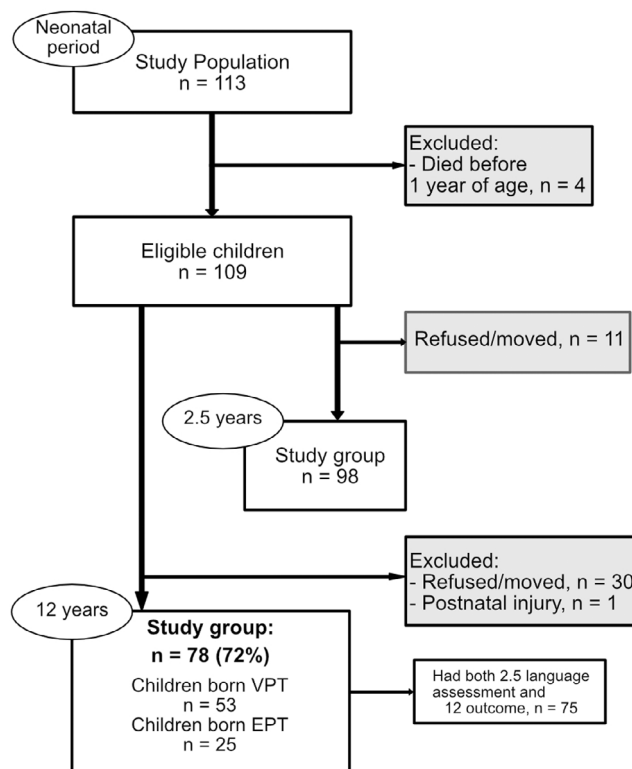 Neonatal
period
Study Population
n = 113
Excluded:
- Died before
1 year of age, n = 4
Eligible children
n = 109
Refused/moved, n = 11
2.5 years
Study group
n = 98
Excluded:
- Refused/moved, n = 30
- Postnatal injury, n = 1
12 years
Study group:
n = 78 (72%)
Children born VPT
n = 53
Children born EPT
n = 25
Had both 2.5 language
assessment and
12 outcome, n = 75